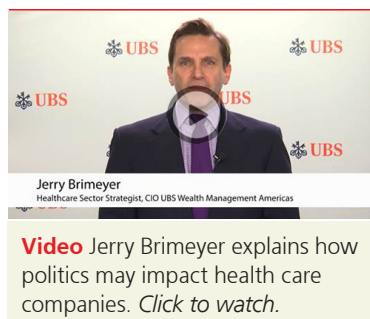 UBS
UBS
UBS
UBS
UBS
Jerry Brimeyer
Healthcare Sector Strategist, CIO UBS Wealth Management Americas
Video Jerry Brimeyer explains how
politics may impact health care
companies. Click to watch.